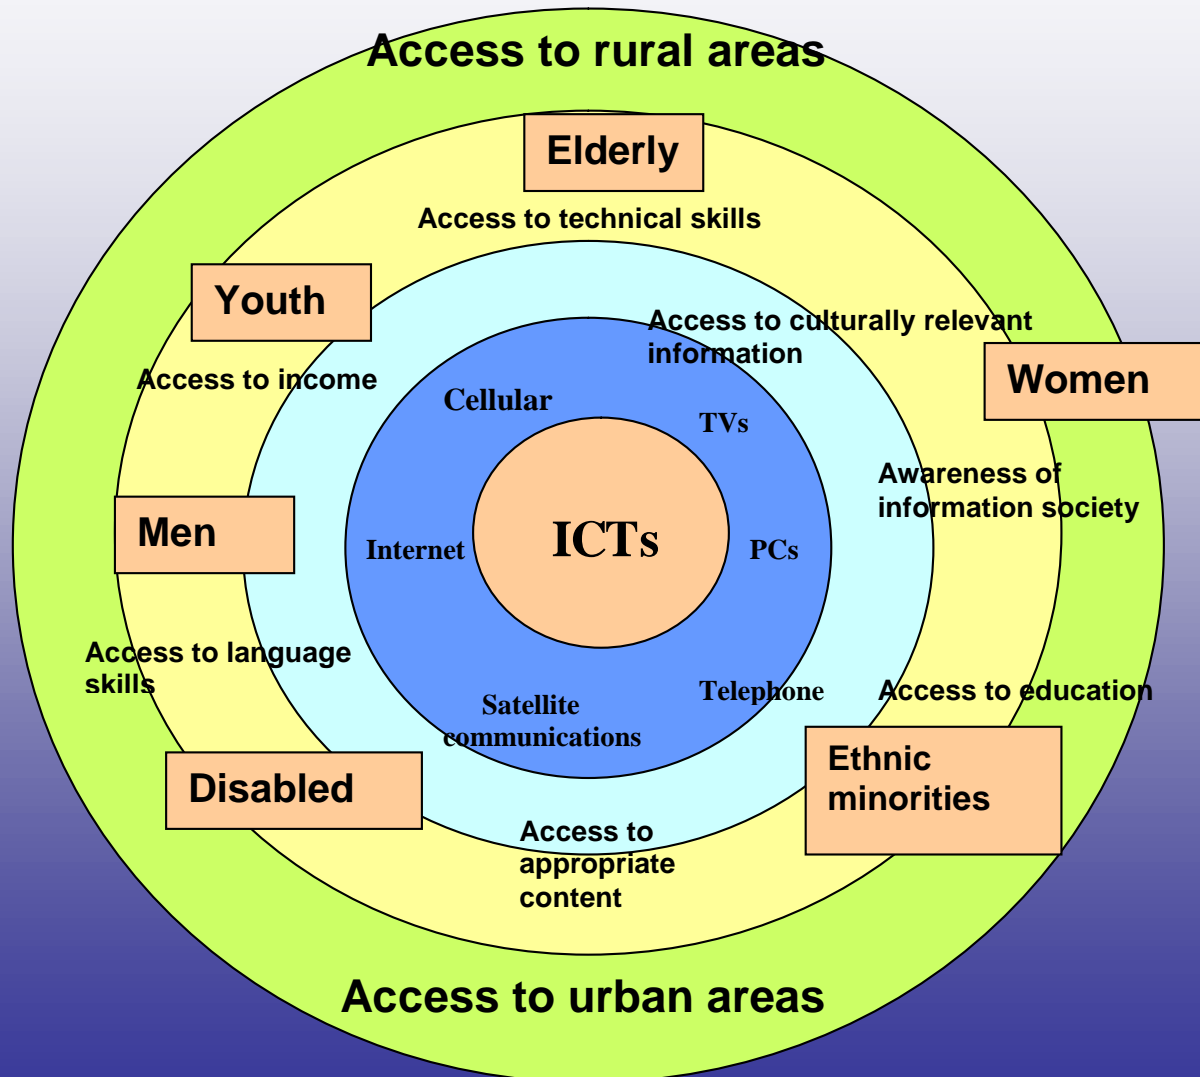 Access to rural areas
Elderly
Access to technical skills
Youth
Access to culturally relevant
information
Access to income
Women
Cellular
TVs
Awareness of
information society
Men
Internet
ICTs
PCs
Access to language
skills
Satellite
communications
Telephone
Access to education
Disabled
Ethnic
minorities
Access to
appropriate
content
Access to urban areas